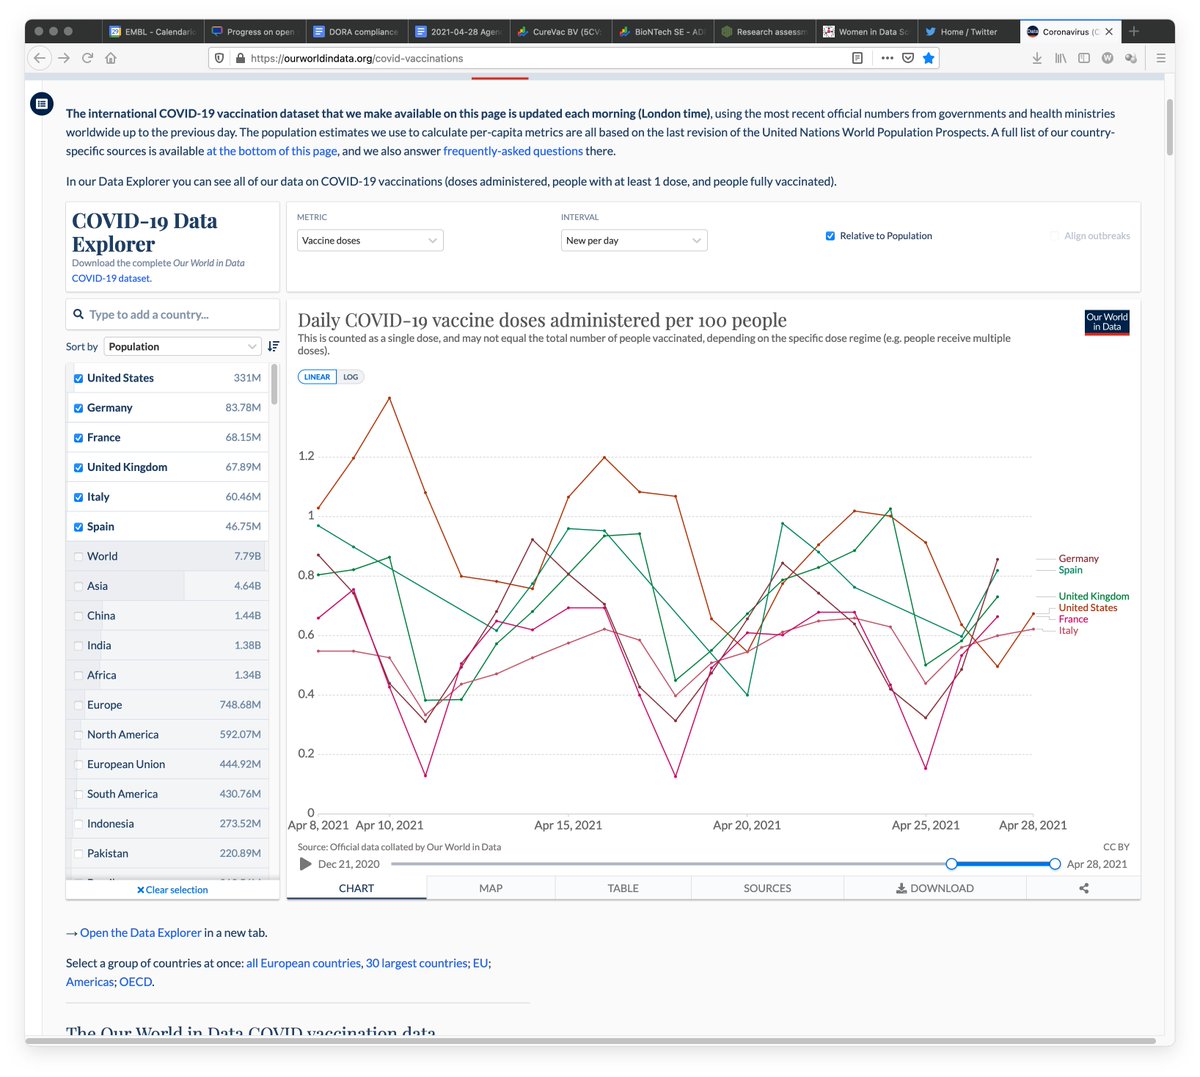 EMBL - Calendaric
Progress on open
DORA compliance
2021-04-28 Agen
CureVac BV (5CV.
BioNTech SE - AD
Research assessm
Women in Data Sc
Home / Twitter
Coronavirus (C
https://ourworldindata.org/covid-vaccinations
The international COVID-19 vaccination dataset that we make available on this page is updated each morning (London time), using the most recent official numbers from governments and health ministries
worldwide up to the previous day. The population estimates we use to calculate per-capita metrics are all based on the last revision of the United Nations World Population Prospects. A full list of our country-
specific sources is available at the bottom of this page, and we also answer frequently-asked questions there.
In our Data Explorer you can see all of our data on COVID-19 vaccinations (doses administered, people with at least 1 dose, and people fully vaccinated).
COVID-19 Data
Explorer
Download the complete Our World in Data
COVID-19 dataset.
METRIC
Vaccine doses
INTERVAL
New per day
Relative to Population
Align outbreaks
Type to add a country...
Sort by Population
United States 331M
Germany 83.78M
France 68.15M
United Kingdom 67.89M
Italy 60.46M
Spain 46.75M
World 7.79B
Asia 4.64B
China 1.44B
India 1.38B
Africa 1.34B
Europe 748.68M
North America 592.07M
European Union 444.92M
South America 430.76M
Indonesia 273.52M
Pakistan 220.89M
Clear selection
Daily COVID-19 vaccine doses administered per 100 people
This is counted as a single dose, and may not equal the total number of people vaccinated, depending on the specific dose regime (e.g. people receive multiple
doses).
Our World
in Data
LINEAR LOG
1.2
1
0.8
0.6
0.4
0.2
0
Germany
Spain
United Kingdom
United States
France
Italy
Apr 8, 2021 Apr 10, 2021 Apr 15, 2021 Apr 20, 2021 Apr 25, 2021 Apr 28, 2021
Source: Official data collated by Our World in Data CC BY
Dec 21, 2020 Apr 28, 2021
CHART MAP TABLE SOURCES DOWNLOAD
→ Open the Data Explorer in a new tab.
Select a group of countries at once: all European countries, 30 largest countries; EU;
Americas; OECD.
The Our World in Data COVID vaccination data